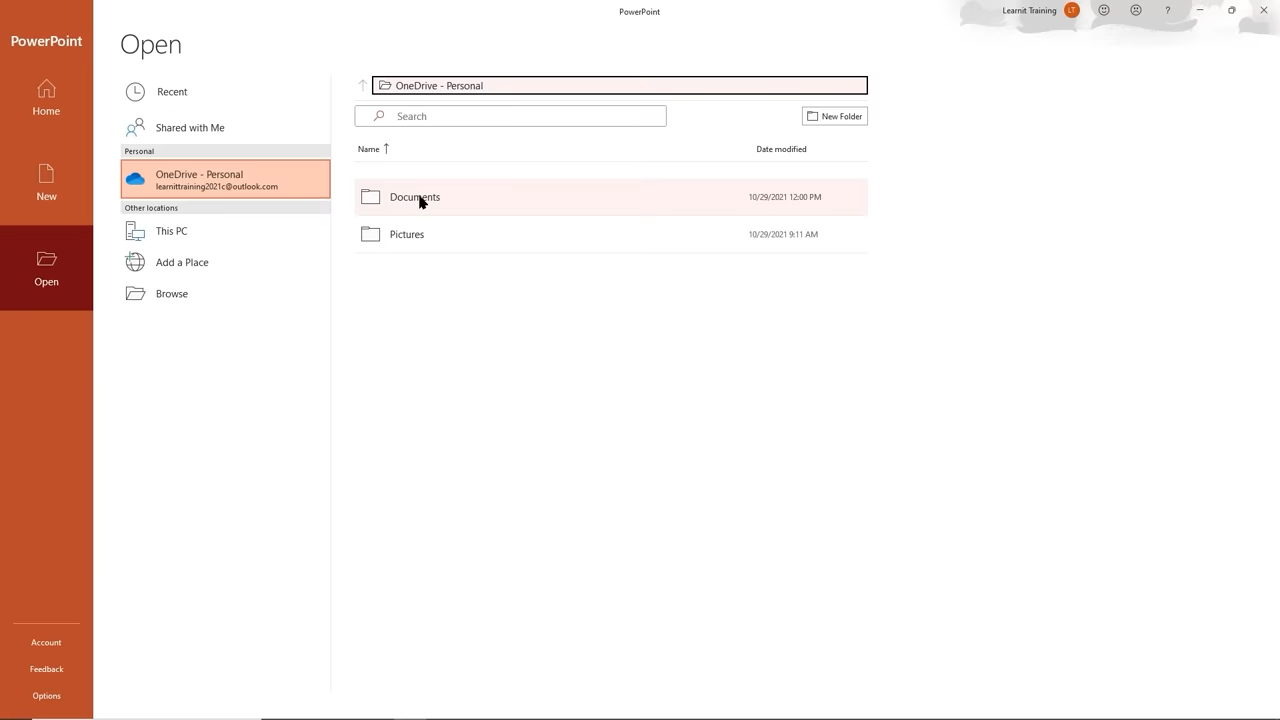 PowerPoint
Learnit Training LT ?
PowerPoint
Home
New
Open
Account
Feedback
Options
Open
Recent
Shared with Me
Personal
OneDrive - Personal
learnittraining2021c@outlook.com
Other locations
This PC
Add a Place
Browse
OneDrive - Personal
Search
New Folder
Name Date modified
Documents 10/29/2021 12:00 PM
Pictures 10/29/2021 9:11 AM